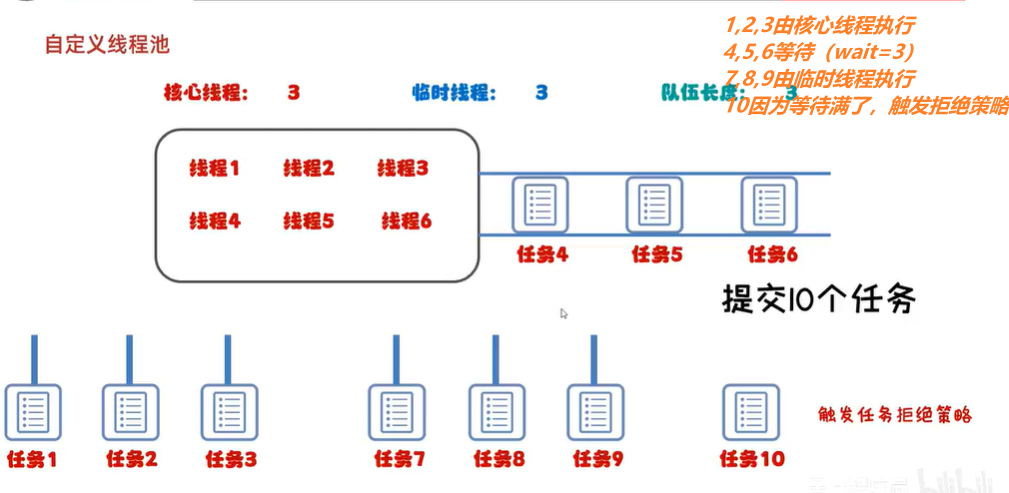 自定义线程池
1,2,3由核心线程执行
4,5,6等待（wait=3）
7,8,9由临时线程执行
10因为等待满了，触发拒绝策略
核心线程： 3 临时线程： 3 队伍长度： 3
线程1 线程2 线程3
线程4 线程5 线程6
任务4 任务5 任务6
提交10个任务
触发任务拒绝策略
任务1 任务2 任务3 任务7 任务8 任务9 任务10
bilibili